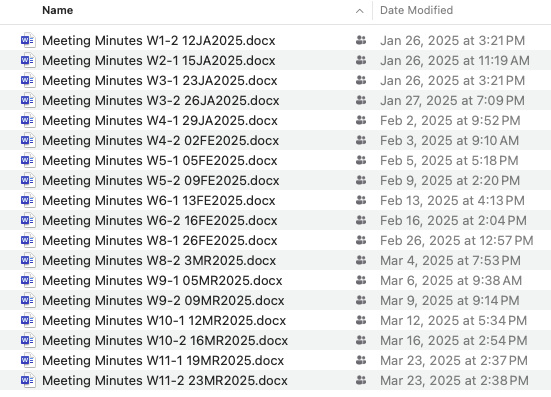 Name Date Modified
Meeting Minutes W1-2 12JA2025.docx Jan 26, 2025 at 3:21 PM
Meeting Minutes W2-1 15JA2025.docx Jan 26, 2025 at 11:19 AM
Meeting Minutes W3-1 23JA2025.docx Jan 26, 2025 at 3:21 PM
Meeting Minutes W3-2 26JA2025.docx Jan 27, 2025 at 7:09 PM
Meeting Minutes W4-1 29JA2025.docx Feb 2, 2025 at 9:52 PM
Meeting Minutes W4-2 02FE2025.docx Feb 3, 2025 at 9:10 AM
Meeting Minutes W5-1 05FE2025.docx Feb 5, 2025 at 5:18 PM
Meeting Minutes W5-2 09FE2025.docx Feb 9, 2025 at 2:20 PM
Meeting Minutes W6-1 13FE2025.docx Feb 13, 2025 at 4:13 PM
Meeting Minutes W6-2 16FE2025.docx Feb 16, 2025 at 2:04 PM
Meeting Minutes W8-1 26FE2025.docx Feb 26, 2025 at 12:57 PM
Meeting Minutes W8-2 3MR2025.docx Mar 4, 2025 at 7:53 PM
Meeting Minutes W9-1 05MR2025.docx Mar 6, 2025 at 9:38 AM
Meeting Minutes W9-2 09MR2025.docx Mar 9, 2025 at 9:14 PM
Meeting Minutes W10-1 12MR2025.docx Mar 12, 2025 at 5:34 PM
Meeting Minutes W10-2 16MR2025.docx Mar 16, 2025 at 2:54 PM
Meeting Minutes W11-1 19MR2025.docx Mar 23, 2025 at 2:37 PM
Meeting Minutes W11-2 23MR2025.docx Mar 23, 2025 at 2:38 PM